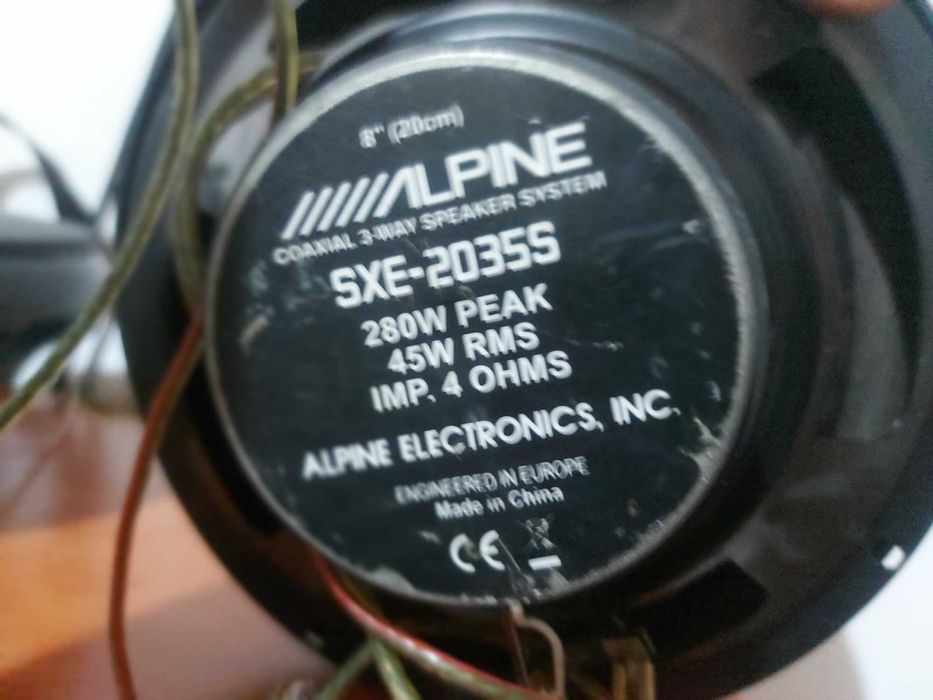 8" (20cm)
ALPINE
COAXIAL 3-WAY SPEAKER SYSTEM
SXE-2035S
280W PEAK
45W RMS
IMP. 4 OHMS
ALPINE ELECTRONICS, INC.
ENGINEERED IN EUROPE
Made in China
CE